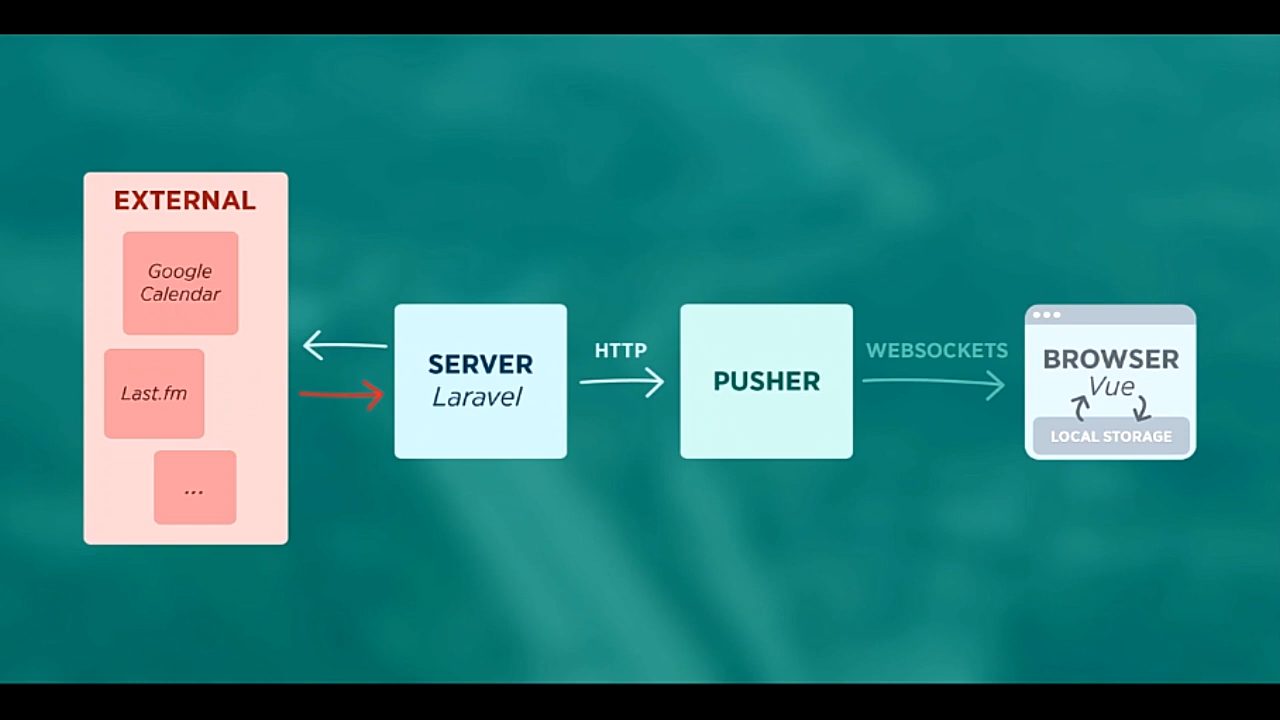 EXTERNAL
Google
Calendar
Last.fm
...
SERVER
Laravel
HTTP
PUSHER
WEBSOCKETS
BROWSER
Vue
LOCAL STORAGE